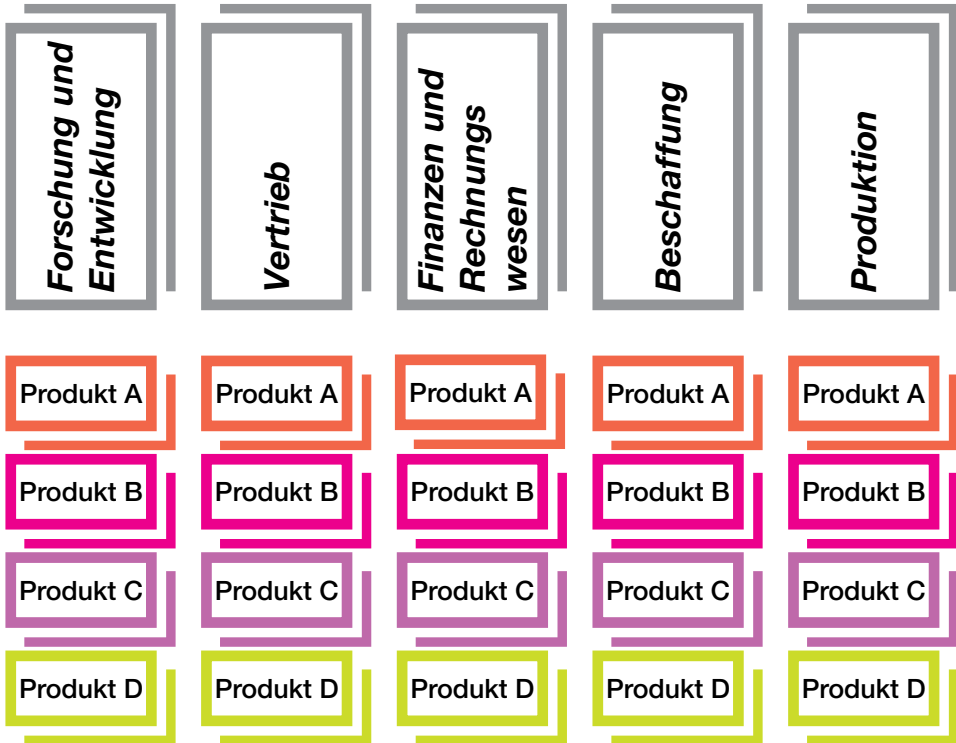 Forschung und
Entwicklung
Vertrieb
Finanzen und
Rechnungs
wesen
Beschaffung
Produktion
Produkt A
Produkt A
Produkt A
Produkt A
Produkt A
Produkt B
Produkt B
Produkt B
Produkt B
Produkt B
Produkt C
Produkt C
Produkt C
Produkt C
Produkt C
Produkt D
Produkt D
Produkt D
Produkt D
Produkt D